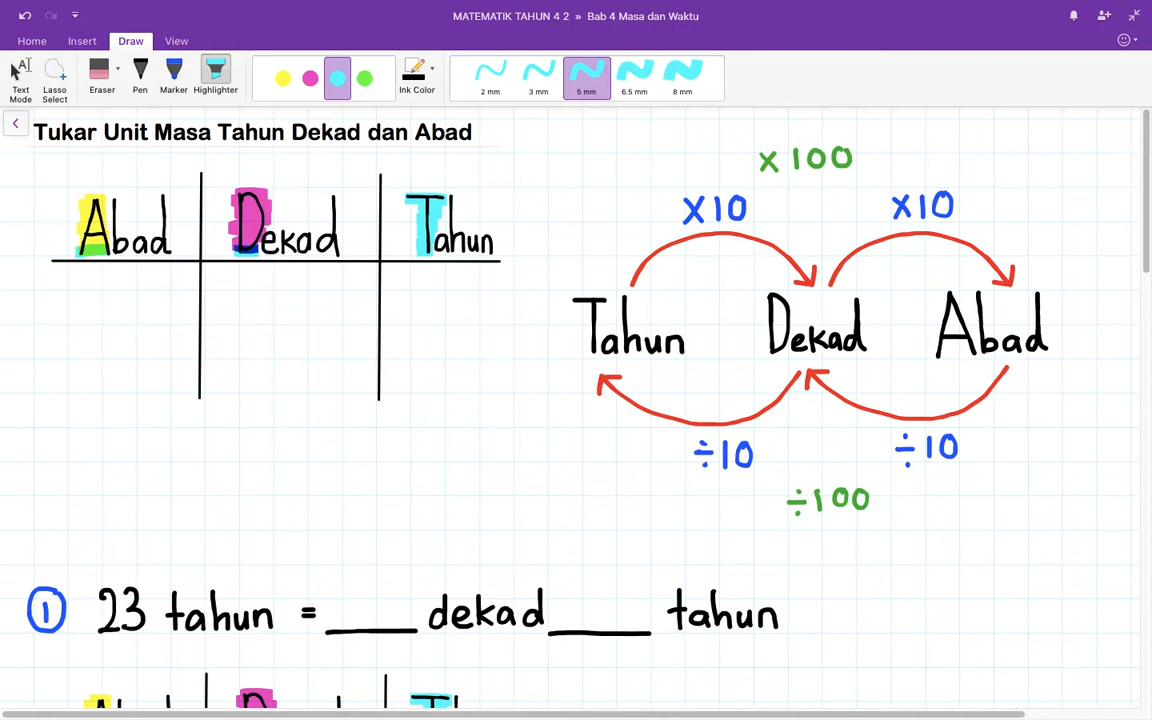 MATEMATIK TAHUN 4 2 » Bab 4 Masa dan Waktu
Home Insert Draw View
Text Mode
Lasso Select
Eraser
Pen
Marker
Highlighter
Ink Color
2 mm 3 mm 5 mm 6.5 mm 8 mm
Tukar Unit Masa Tahun Dekad dan Abad
Abad Dekad Tahun
x100
x10 x10
Tahun Dekad Abad
÷10 ÷10
÷100
1 23 tahun = ____ dekad ____ tahun